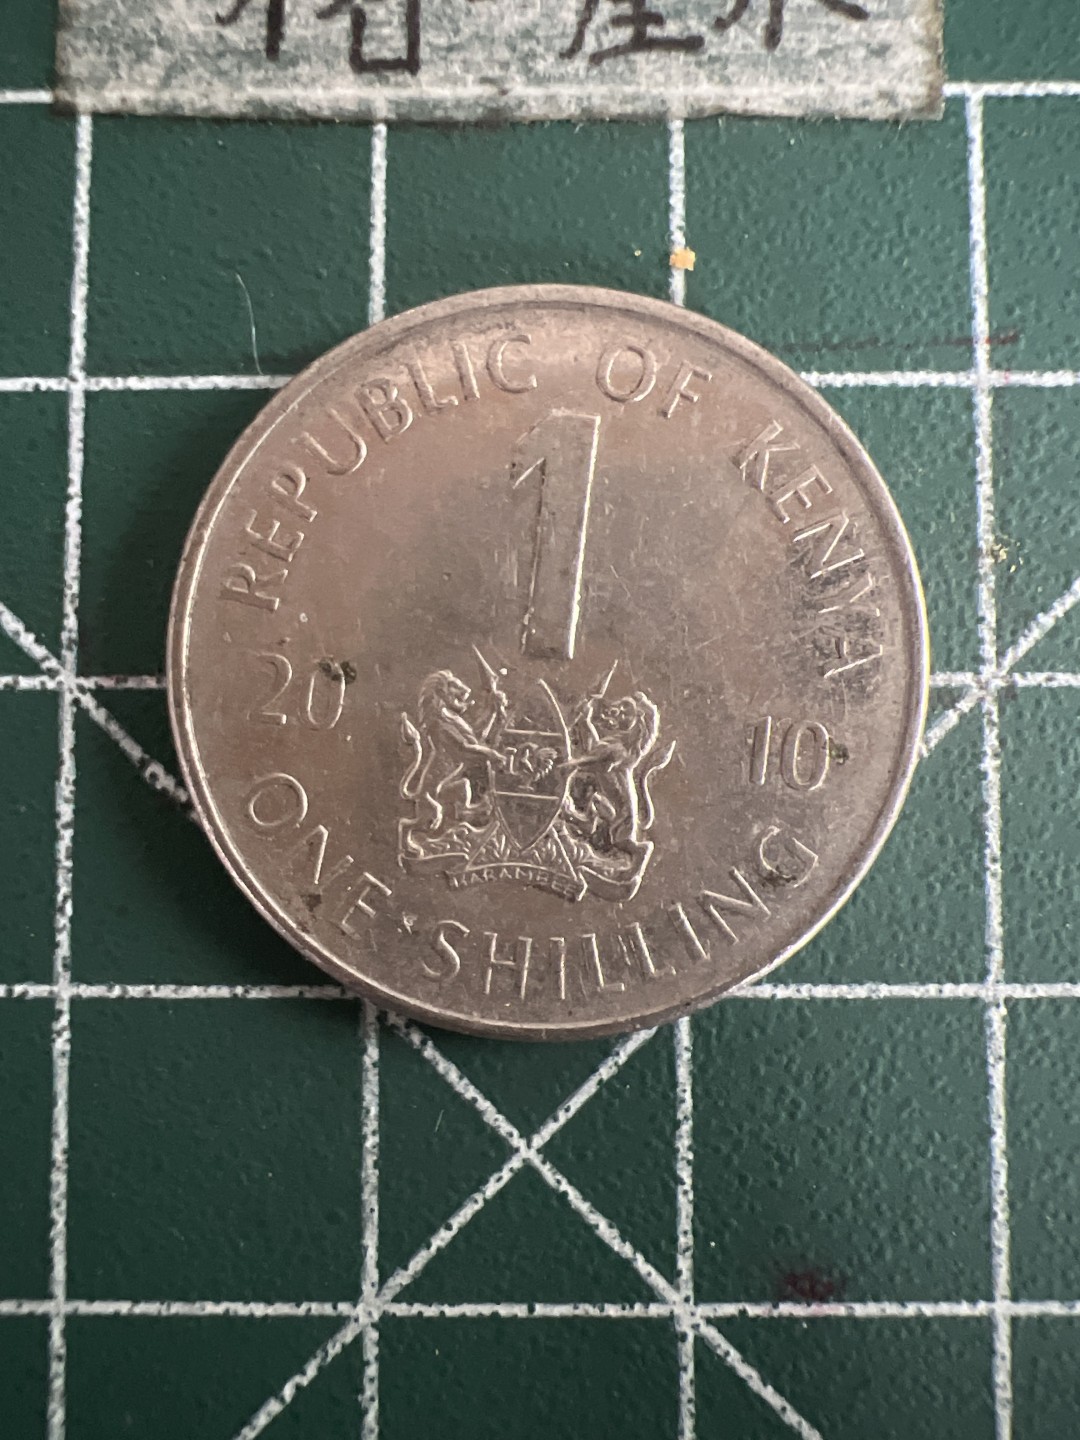 REPUBLIC OF KENYA
1
20 10
HARAMBEE
ONE SHILLING